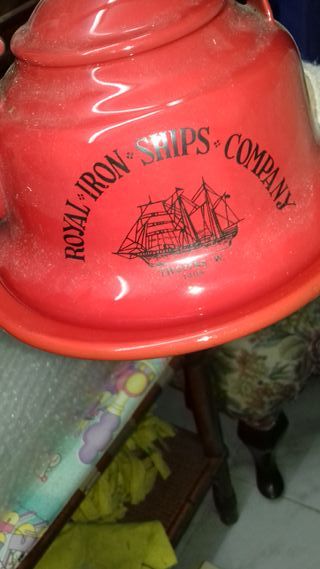 ROYAL · IRON · SHIPS · COMPANY